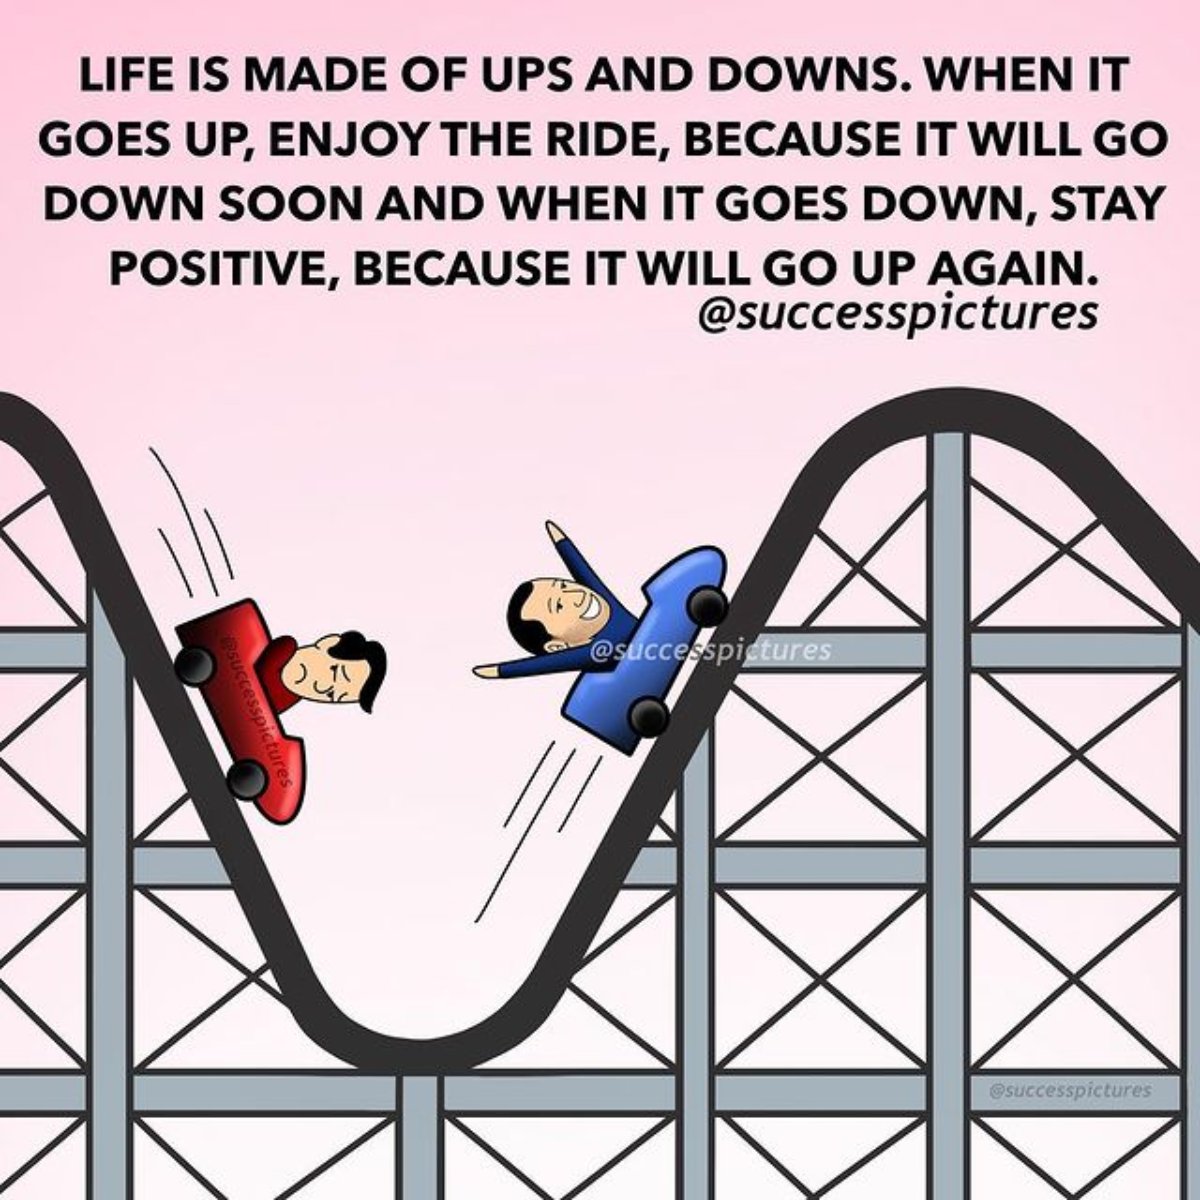 LIFE IS MADE OF UPS AND DOWNS. WHEN IT
GOES UP, ENJOY THE RIDE, BECAUSE IT WILL GO
DOWN SOON AND WHEN IT GOES DOWN, STAY
POSITIVE, BECAUSE IT WILL GO UP AGAIN.
@successpictures
@successpictures
@successpictures
@successpictures